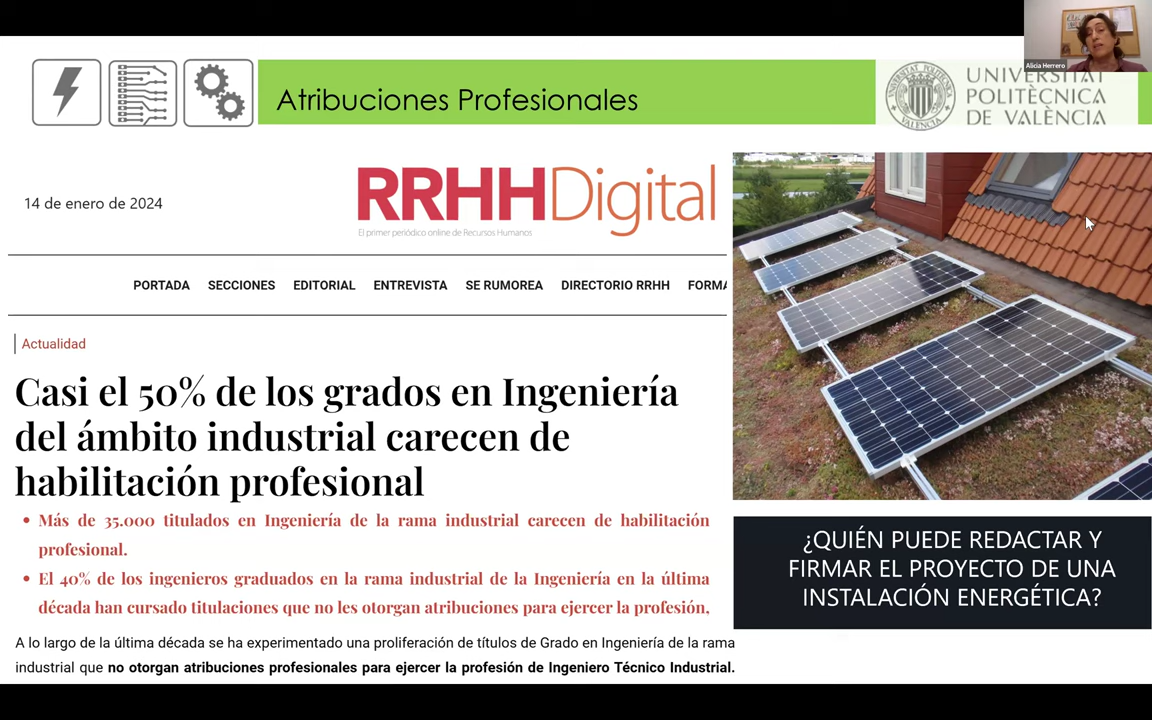 Alicia Herrero
Atribuciones Profesionales
UNIVERSITAT
POLITÈCNICA
DE VALÈNCIA
14 de enero de 2024
RRHHDigital
El primer periódico online de Recursos Humanos
PORTADA SECCIONES EDITORIAL ENTREVISTA SE RUMOREA DIRECTORIO RRHH FORMA
Actualidad
Casi el 50% de los grados en Ingeniería
del ámbito industrial carecen de
habilitación profesional
• Más de 35.000 titulados en Ingeniería de la rama industrial carecen de habilitación
profesional.
• El 40% de los ingenieros graduados en la rama industrial de la Ingeniería en la última
década han cursado titulaciones que no les otorgan atribuciones para ejercer la profesión,
A lo largo de la última década se ha experimentado una proliferación de títulos de Grado en Ingeniería de la rama
industrial que no otorgan atribuciones profesionales para ejercer la profesión de Ingeniero Técnico Industrial.
¿QUIÉN PUEDE REDACTAR Y
FIRMAR EL PROYECTO DE UNA
INSTALACIÓN ENERGÉTICA?